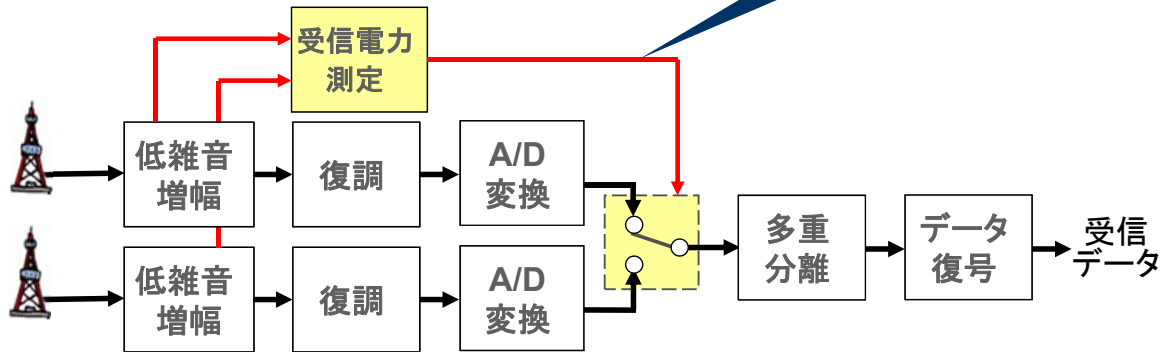 受信電力
測定
低雑音
増幅
復調
A/D
変換
低雑音
増幅
復調
A/D
変換
多重
分離
データ
復号
受信
データ